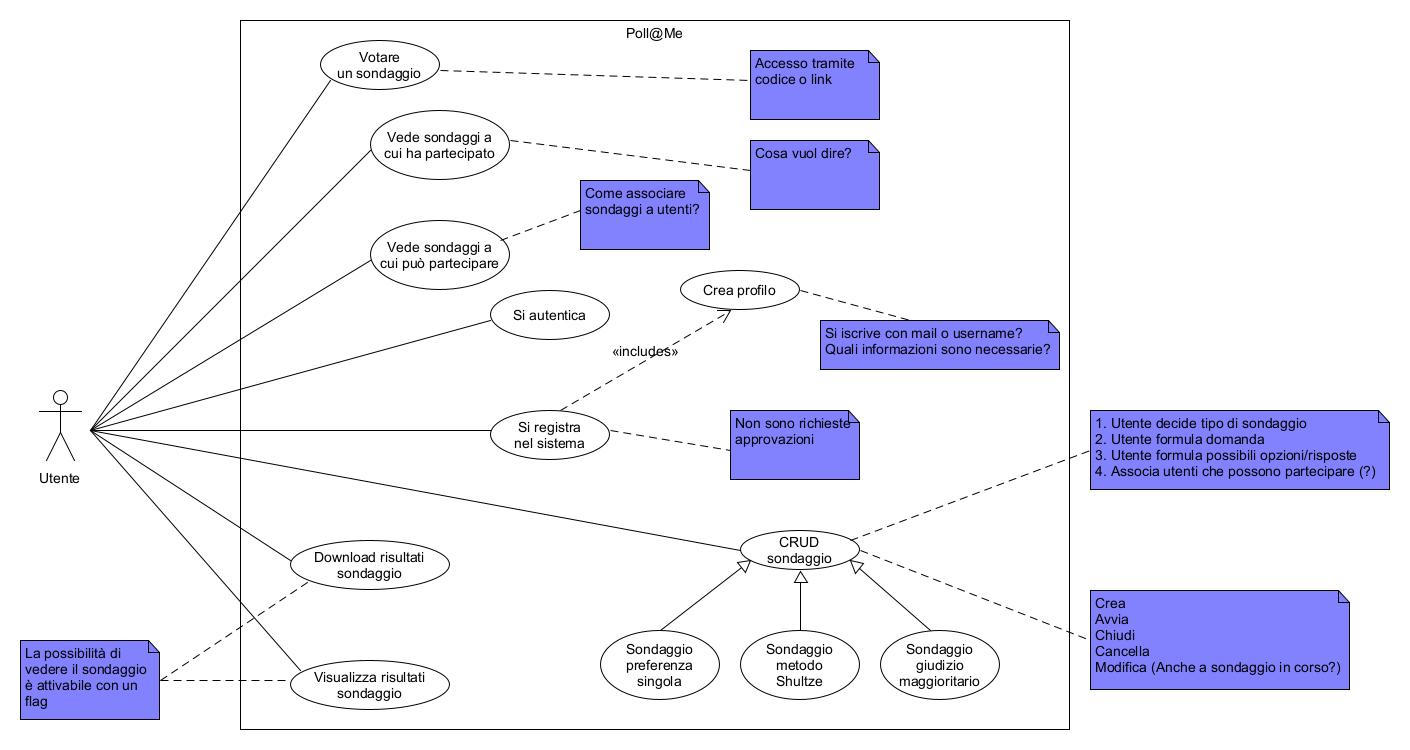 Poll@Me
Votare
un sondaggio
Accesso tramite
codice o link
Vede sondaggi a
cui ha partecipato
Cosa vuol dire?
Come associare
sondaggi a utenti?
Vede sondaggi a
cui può partecipare
Crea profilo
Si autentica
Si iscrive con mail o username?
Quali informazioni sono necessarie?
«includes»
Si registra
nel sistema
Non sono richieste
approvazioni
1. Utente decide tipo di sondaggio
2. Utente formula domanda
3. Utente formula possibili opzioni/risposte
4. Associa utenti che possono partecipare (?)
Utente
CRUD
sondaggio
Download risultati
sondaggio
Crea
Avvia
Chiudi
Cancella
Modifica (Anche a sondaggio in corso?)
La possibilità di
vedere il sondaggio
è attivabile con un
flag
Visualizza risultati
sondaggio
Sondaggio
preferenza
singola
Sondaggio
metodo
Shultze
Sondaggio
giudizio
maggioritario